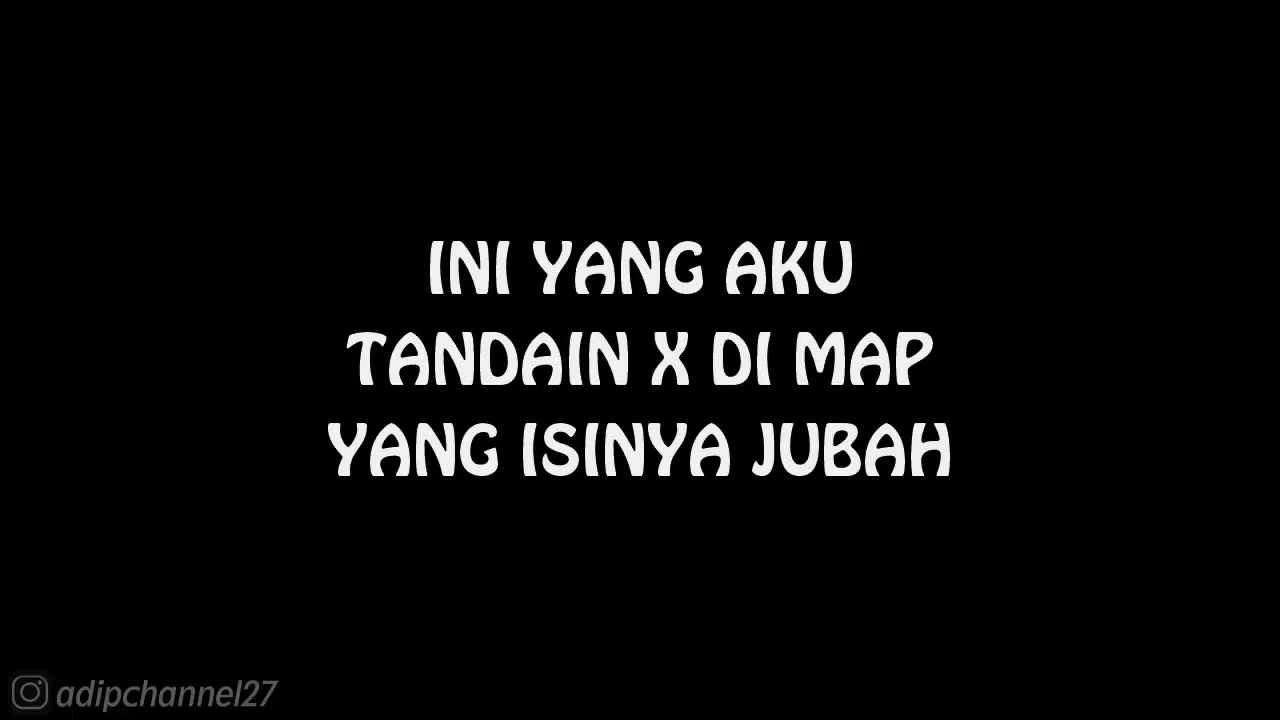 INI YANG AKU
TANDAIN X DI MAP
YANG ISINYA JUBAH
adipchannel27